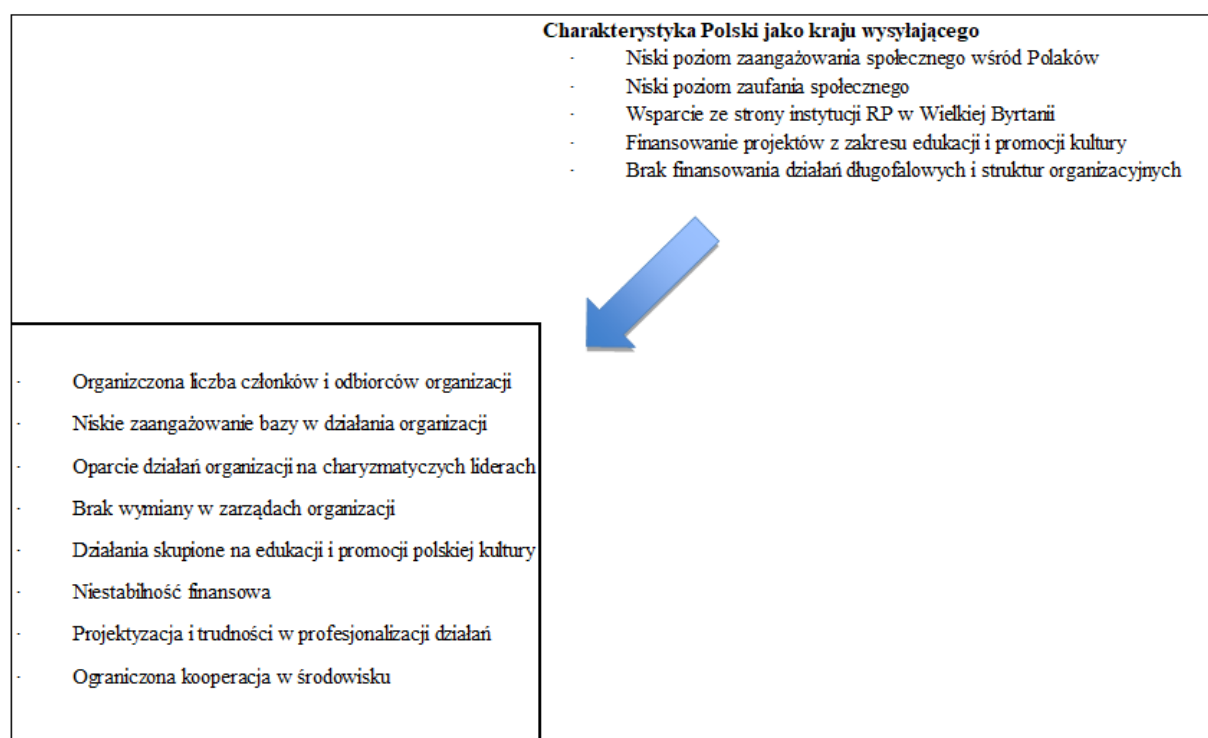 Charakterystyka Polski jako kraju wysyłającego
· Niski poziom zaangażowania społecznego wśród Polaków
· Niski poziom zaufania społecznego
· Wsparcie ze strony instytucji RP w Wielkiej Byrtanii
· Finansowanie projektów z zakresu edukacji i promocji kultury
· Brak finansowania działań długofalowych i struktur organizacyjnych
· Organizczona liczba członków i odbiorców organizacji
· Niskie zaangażowanie bazy w działania organizacji
· Oparcie działań organizacji na charyzmatyczych liderach
· Brak wymiany w zarządach organizacji
· Działania skupione na edukacji i promocji polskiej kultury
· Niestabilność finansowa
· Projektyzacja i trudności w profesjonalizacji działań
· Ograniczona kooperacja w środowisku